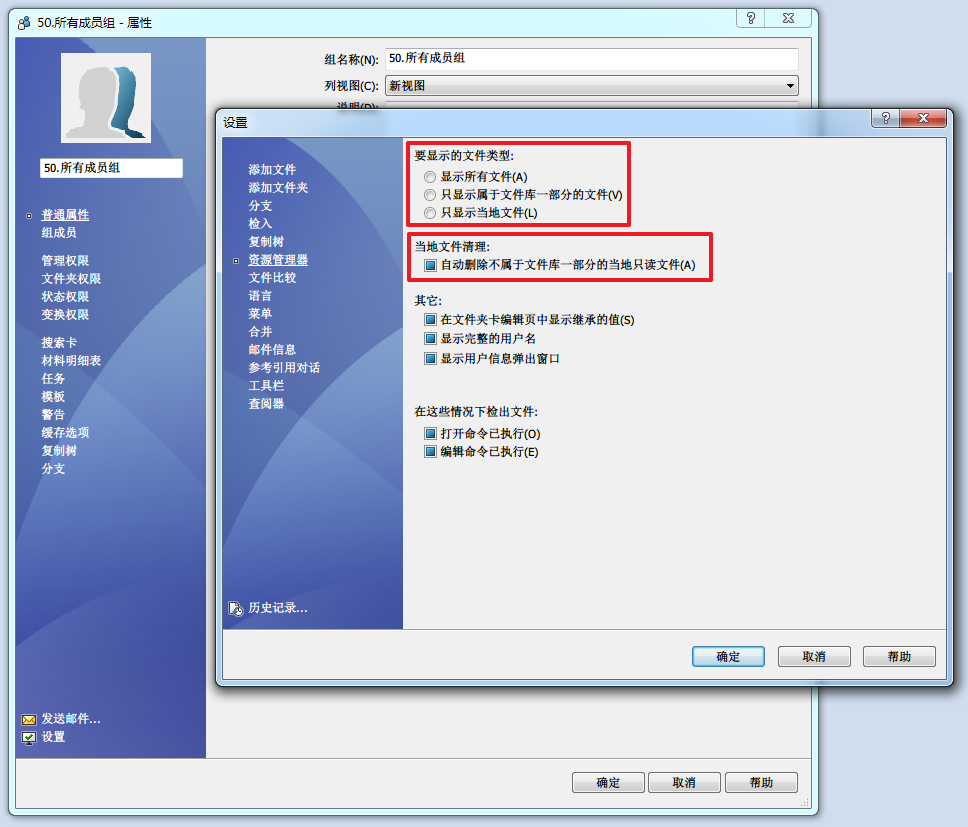 50.所有成员组 - 属性
组名称(N):
50.所有成员组
列视图(C):
新视图
说明(D):
50.所有成员组
普通属性
组成员
管理权限
文件夹权限
状态权限
变换权限
搜索卡
材料明细表
任务
模板
警告
缓存选项
复制树
分支
发送邮件...
设置
设置
添加文件
添加文件夹
分支
检入
复制树
资源管理器
文件比较
语言
菜单
合并
邮件信息
参考引用对话
工具栏
查阅器
历史记录...
要显示的文件类型:
显示所有文件(A)
只显示属于文件库一部分的文件(V)
只显示当地文件(L)
当地文件清理:
自动删除不属于文件库一部分的当地只读文件(A)
其它:
在文件夹卡编辑页中显示继承的值(S)
显示完整的用户名
显示用户信息弹出窗口
在这些情况下检出文件:
打开命令已执行(O)
编辑命令已执行(E)
确定
取消
帮助
确定
取消
帮助